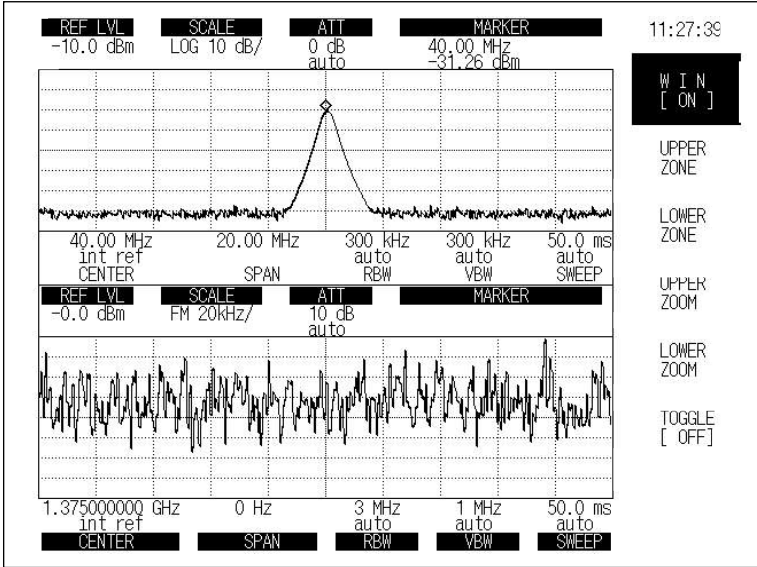 REF LVL SCALE ATT MARKER 11:27:39
-10.0 dBm LOG 10 dB/ 0 dB 40.00 MHz
auto -31.26 dBm
W I N
[ ON ]
UPPER
ZONE
LOWER
ZONE
40.00 MHz 20.00 MHz 300 kHz 300 kHz 50.0 ms
int ref auto auto auto
CENTER SPAN RBW VBW SWEEP
UPPER
ZOOM
REF LVL SCALE ATT MARKER
-0.0 dBm FM 20kHz/ 10 dB
auto
LOWER
ZOOM
TOGGLE
[ OFF]
1.375000000 GHz 0 Hz 3 MHz 1 MHz 50.0 ms
int ref auto auto auto
CENTER SPAN RBW VBW SWEEP